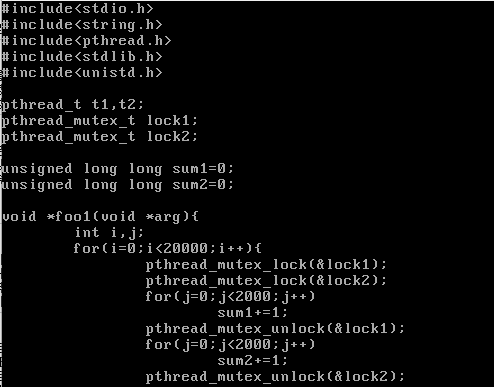 #include<stdio.h>
#include<string.h>
#include<pthread.h>
#include<stdlib.h>
#include<unistd.h>

pthread_t t1,t2;
pthread_mutex_t lock1;
pthread_mutex_t lock2;

unsigned long long sum1=0;
unsigned long long sum2=0;

void *foo1(void *arg){
        int i,j;
        for(i=0;i<20000;i++){
                pthread_mutex_lock(&lock1);
                pthread_mutex_lock(&lock2);
                for(j=0;j<2000;j++)
                        sum1+=1;
                pthread_mutex_unlock(&lock1);
                for(j=0;j<2000;j++)
                        sum2+=1;
                pthread_mutex_unlock(&lock2);